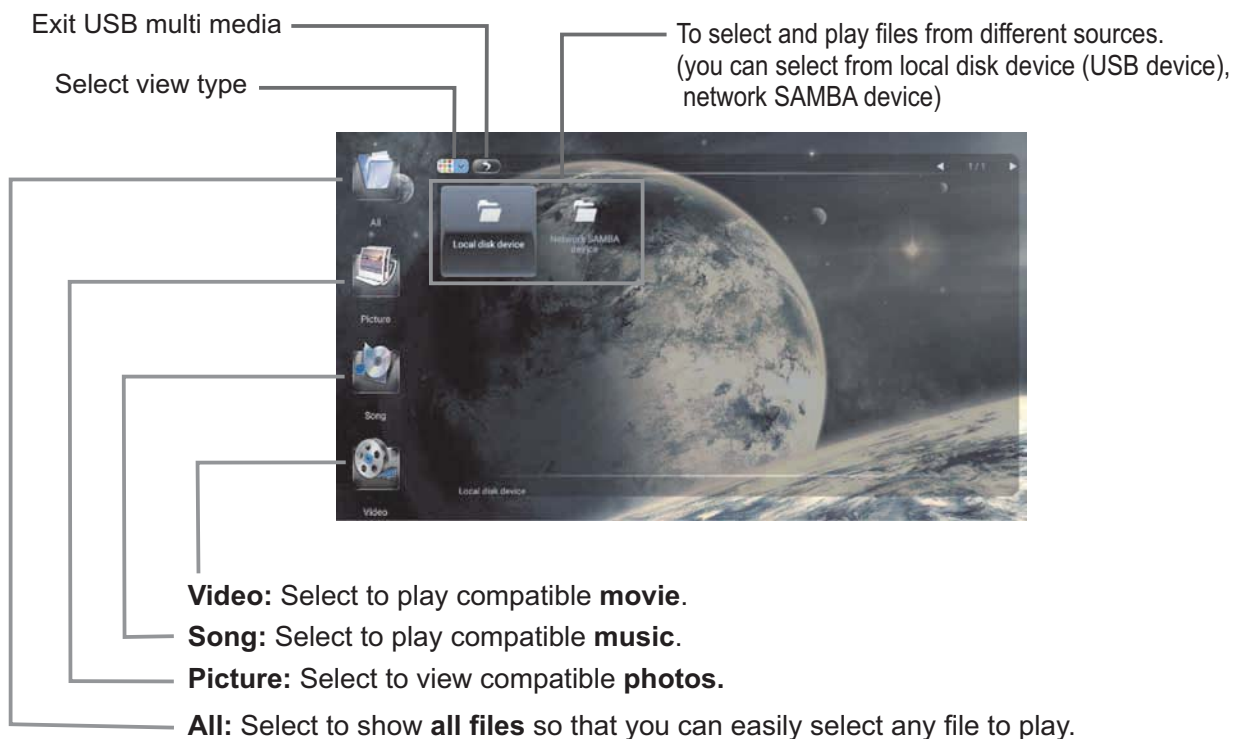 Exit USB multi media
Select view type
To select and play files from different sources.
(you can select from local disk device (USB device),
network SAMBA device)
1 / 1
All
Local disk device
Network SAMBA
device
Picture
Song
Local disk device
Video
Video: Select to play compatible movie.
Song: Select to play compatible music.
Picture: Select to view compatible photos.
All: Select to show all files so that you can easily select any file to play.